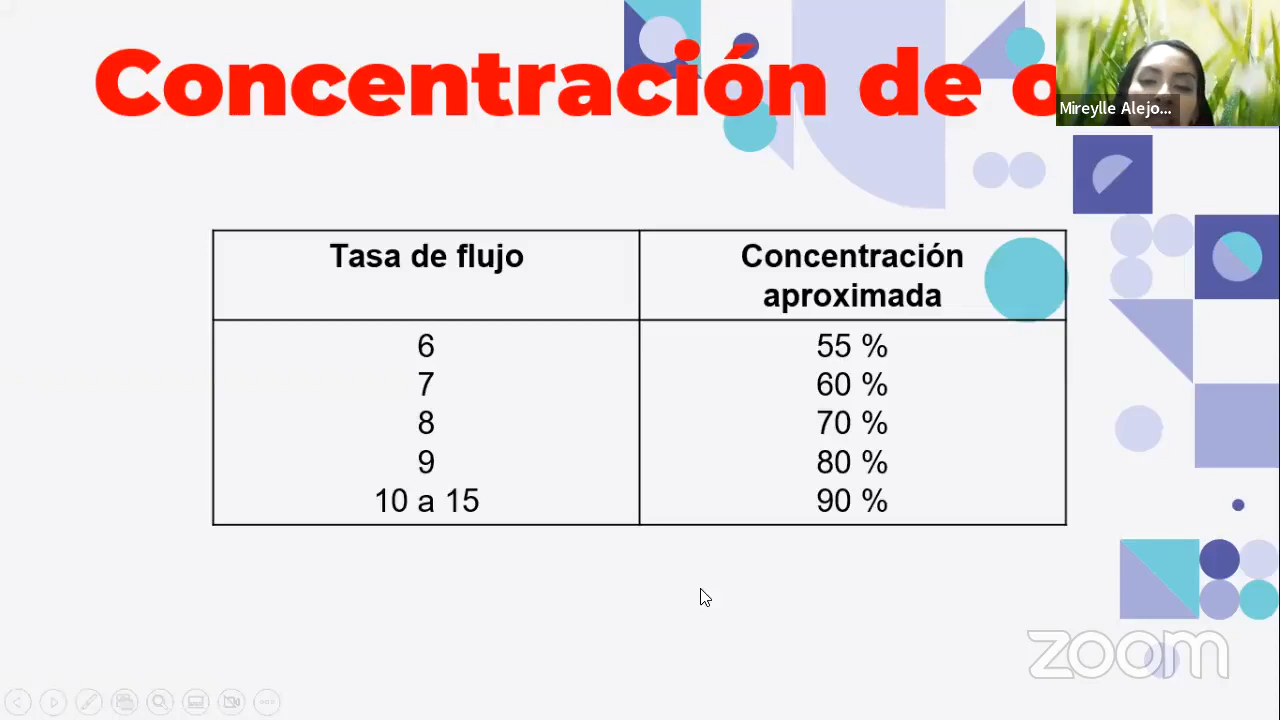 Concentración de
Mireylle Alejo...
Tasa de flujo
Concentración
aproximada
6
55 %
7
60 %
8
70 %
9
80 %
10 a 15
90 %
zoom